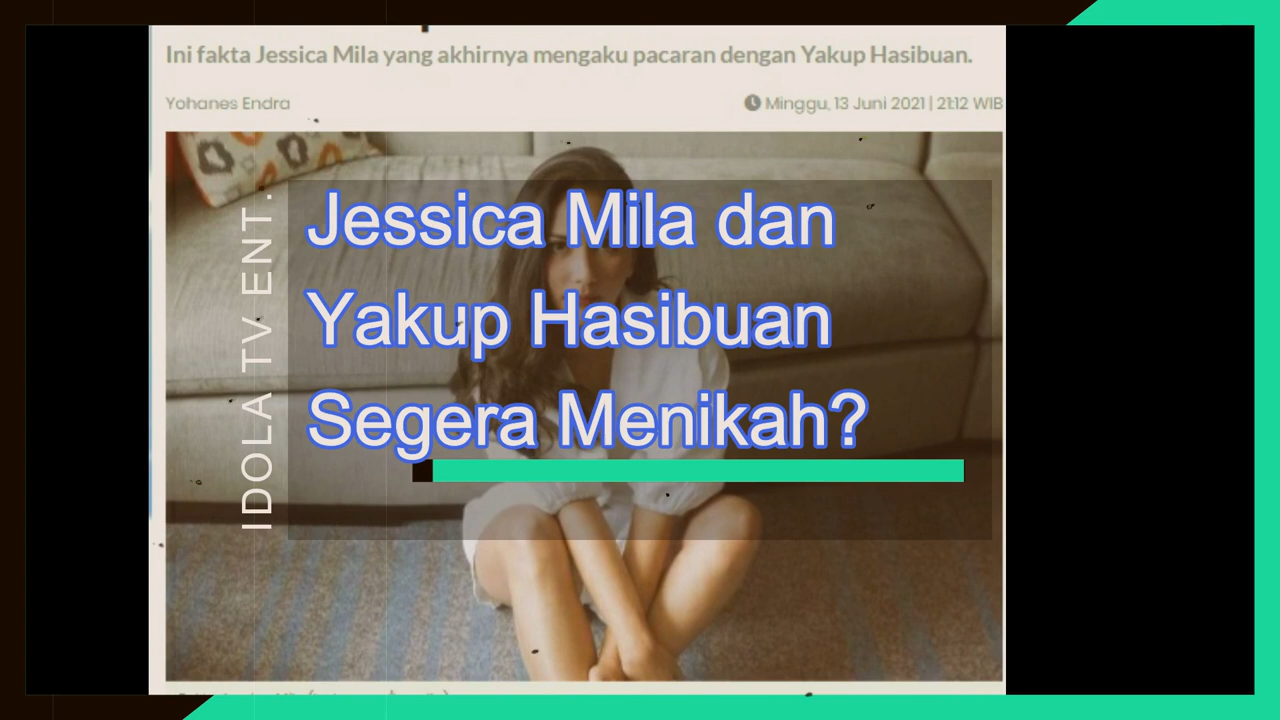 Ini fakta Jessica Mila yang akhirnya mengaku pacaran dengan Yakup Hasibuan.
Yohanes Endra
Minggu, 13 Juni 2021 | 21:12 WIB
IDOLA TV ENT.
Jessica Mila dan
Yakup Hasibuan
Segera Menikah?